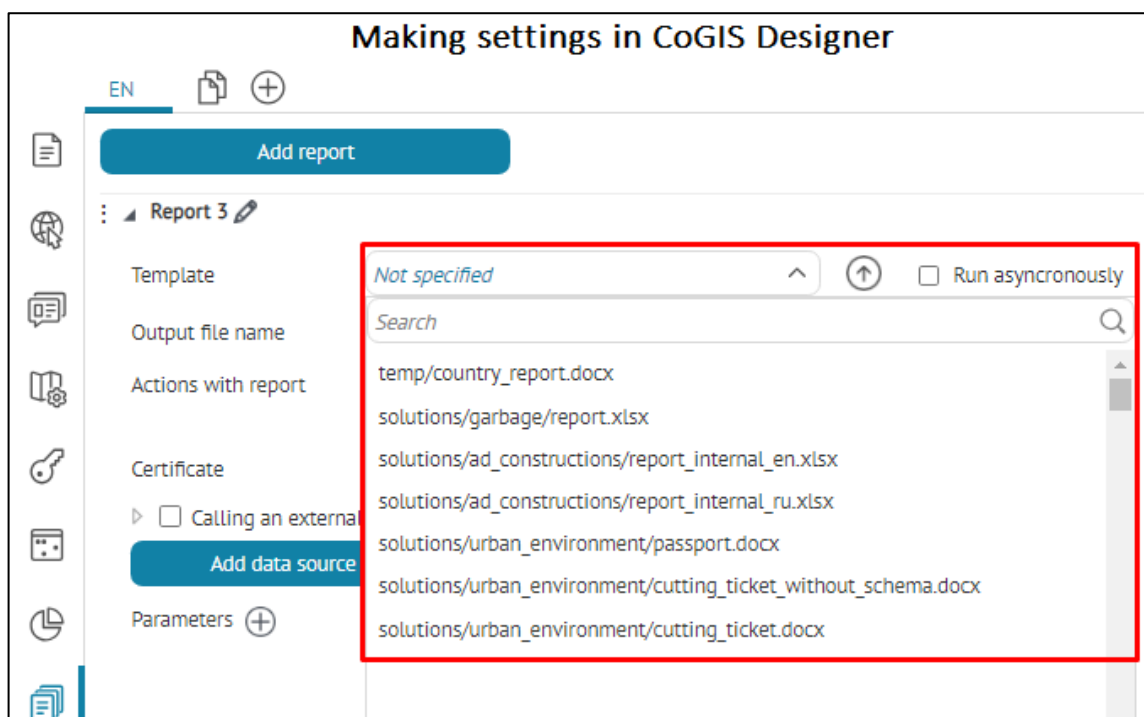 Making settings in CoGIS Designer
EN
Add report
Report 3
Template
Not specified
Run asyncronously
Search
Output file name
temp/country_report.docx
Actions with report
solutions/garbage/report.xlsx
solutions/ad_constructions/report_internal_en.xlsx
Certificate
solutions/ad_constructions/report_internal_ru.xlsx
Calling an external
solutions/urban_environment/passport.docx
Add data source
solutions/urban_environment/cutting_ticket_without_schema.docx
Parameters
solutions/urban_environment/cutting_ticket.docx